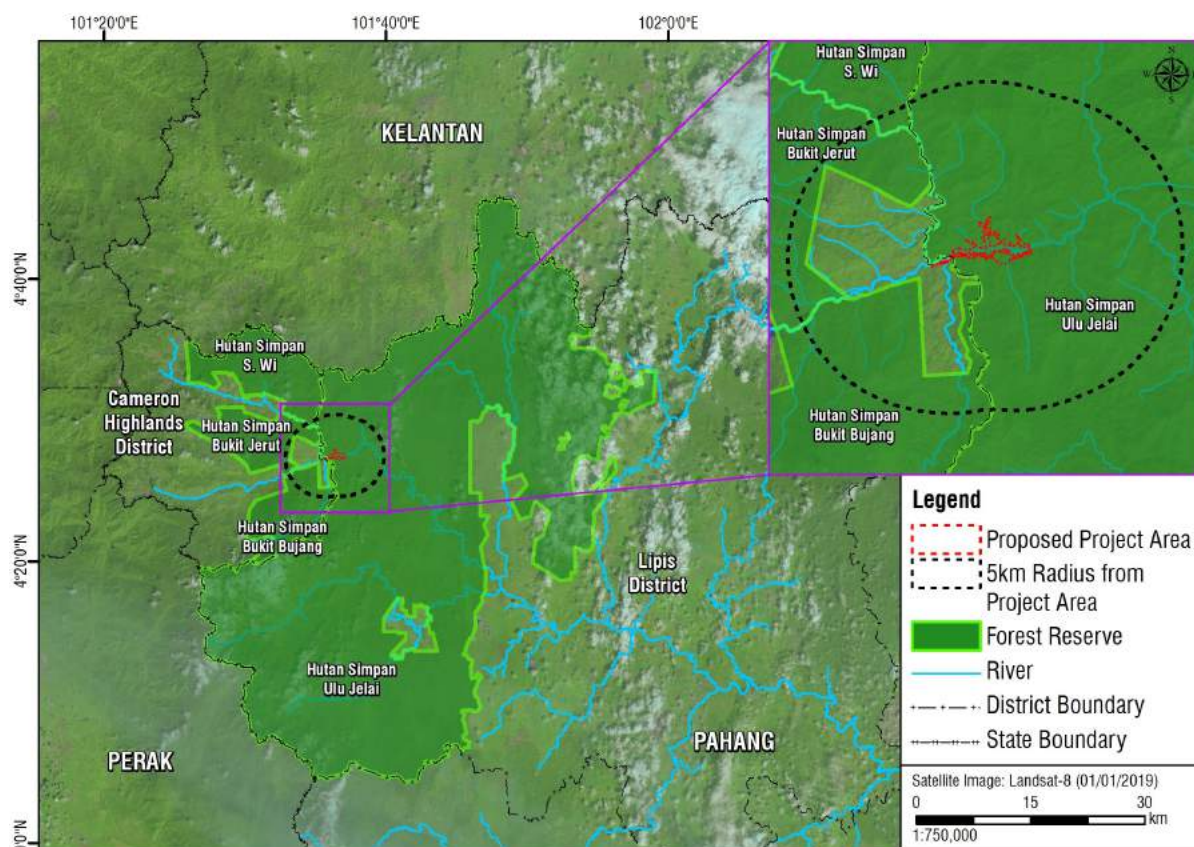 101°20'0"E
101°40'0"E
102°0'0"E
4°40'0"N
4°20'0"N
KELANTAN
Hutan Simpan
S. Wi
Cameron
Highlands
District
Hutan Simpan
Bukit Jerut
Hutan Simpan
Bukit Bujang
Lipis
District
Hutan Simpan
Ulu Jelai
PERAK
PAHANG
Hutan Simpan
S. Wi
Hutan Simpan
Bukit Jerut
Hutan Simpan
Ulu Jelai
Hutan Simpan
Bukit Bujang
N
W
E
S
Legend
Proposed Project Area
5km Radius from
Project Area
Forest Reserve
River
District Boundary
State Boundary
Satellite Image: Landsat-8 (01/01/2019)
0 15 30
km
1:750,000